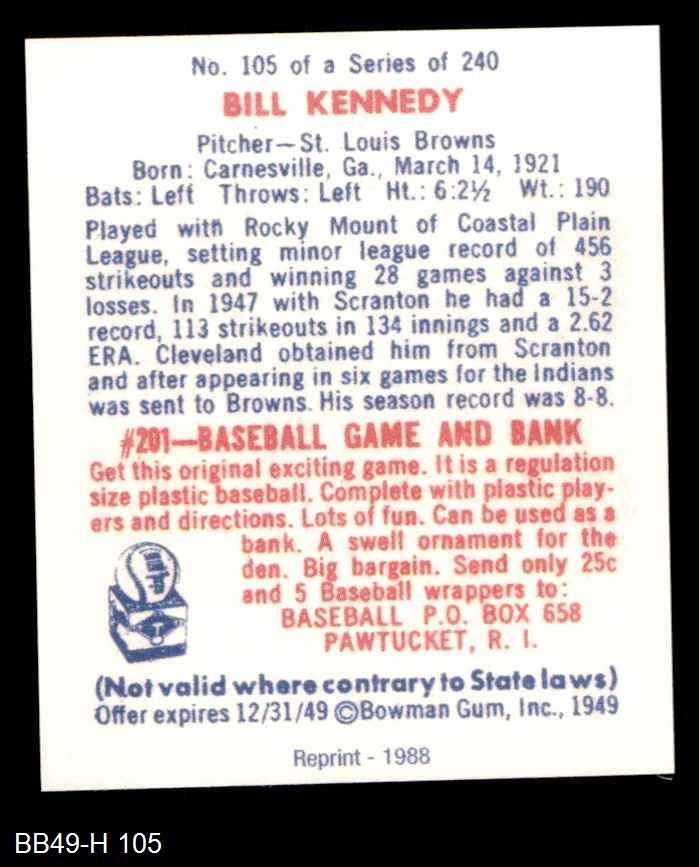 No. 105 of a Series of 240
BILL KENNEDY
Pitcher—St. Louis Browns
Born: Carnesville, Ga., March 14, 1921
Bats: Left Throws: Left Ht.: 6:2½ Wt.: 190
Played with Rocky Mount of Coastal Plain
League, setting minor league record of 456
strikeouts and winning 28 games against 3
losses. In 1947 with Scranton he had a 15-2
record, 113 strikeouts in 134 innings and a 2.62
ERA. Cleveland obtained him from Scranton
and after appearing in six games for the Indians
was sent to Browns. His season record was 8-8.
#201—BASEBALL GAME AND BANK
Get this original exciting game. It is a regulation
size plastic baseball. Complete with plastic play-
ers and directions. Lots of fun. Can be used as a
bank. A swell ornament for the
den. Big bargain. Send only 25c
and 5 Baseball wrappers to:
BASEBALL P.O. BOX 658
PAWTUCKET, R. I.
T
(Not valid where contrary to State laws)
Offer expires 12/31/49 ©Bowman Gum, Inc., 1949
Reprint - 1988
BB49-H 105